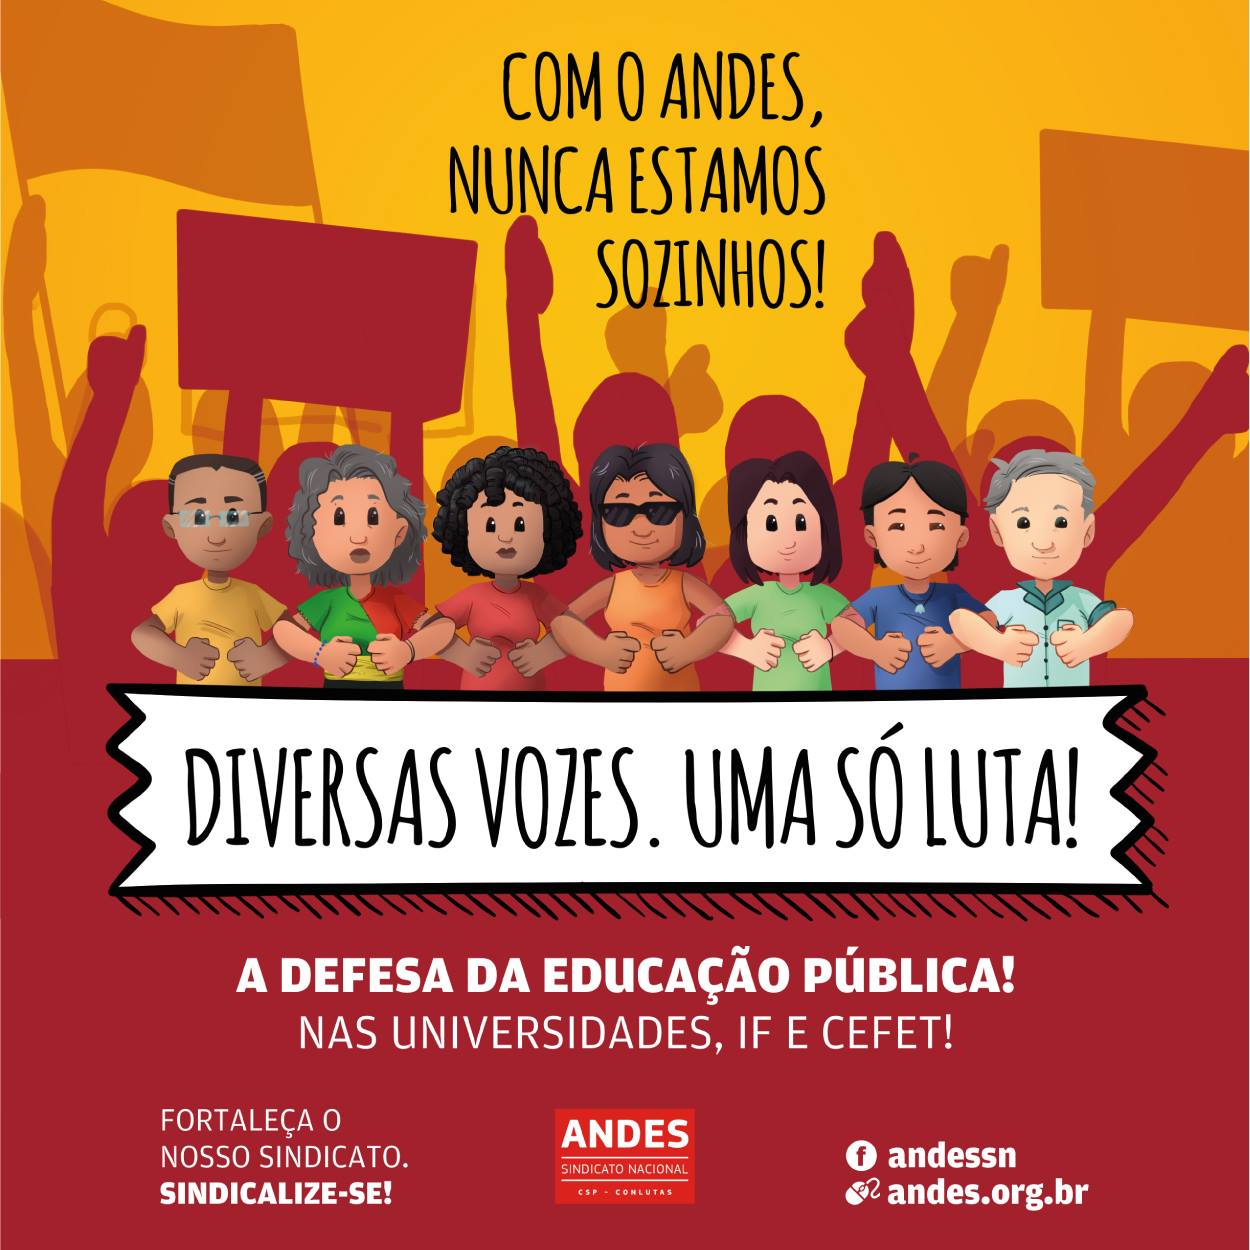 COM O ANDES,
NUNCA ESTAMOS
SOZINHOS!
DIVERSAS VOZES. UMA SÓ LUTA!
A DEFESA DA EDUCAÇÃO PÚBLICA!
NAS UNIVERSIDADES, IF E CEFET!
FORTALEÇA O
NOSSO SINDICATO.
SINDICALIZE-SE!
ANDES
SINDICATO NACIONAL
CSP - CONLUTAS
f andessn
andes.org.br